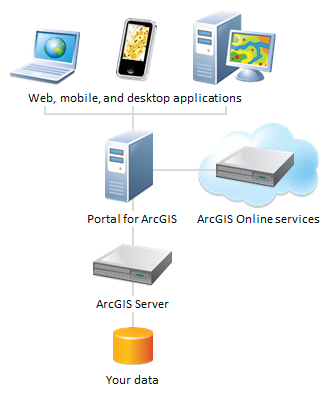 Web, mobile, and desktop applications
Portal for ArcGIS
ArcGIS Online services
ArcGIS Server
Your data